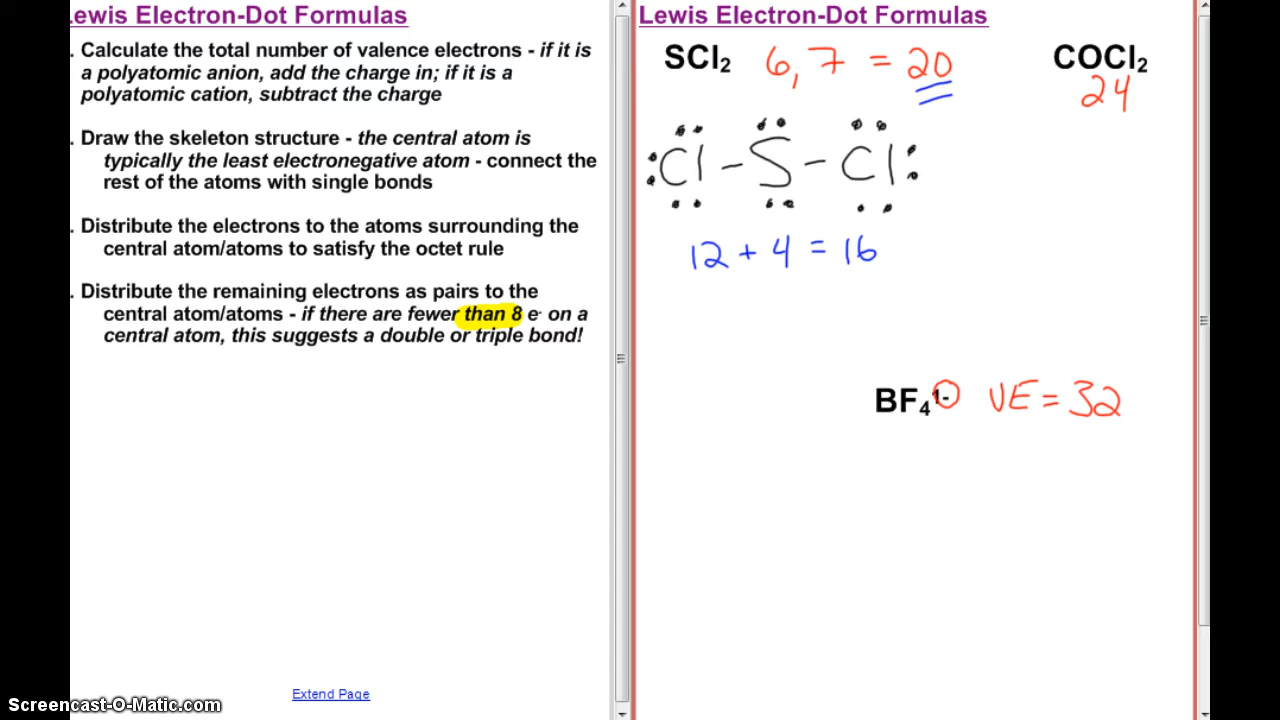 Lewis Electron-Dot Formulas
. Calculate the total number of valence electrons - if it is
a polyatomic anion, add the charge in; if it is a
polyatomic cation, subtract the charge
. Draw the skeleton structure - the central atom is
typically the least electronegative atom - connect the
rest of the atoms with single bonds
. Distribute the electrons to the atoms surrounding the
central atom/atoms to satisfy the octet rule
. Distribute the remaining electrons as pairs to the
central atom/atoms - if there are fewer than 8 e- on a
central atom, this suggests a double or triple bond!
Extend Page
Lewis Electron-Dot Formulas
SCl₂ 6, 7 = 20
COCl₂
24
Cl - S - Cl
12 + 4 = 16
BF₄¹⁻ VE = 32
Screencast-O-Matic.com